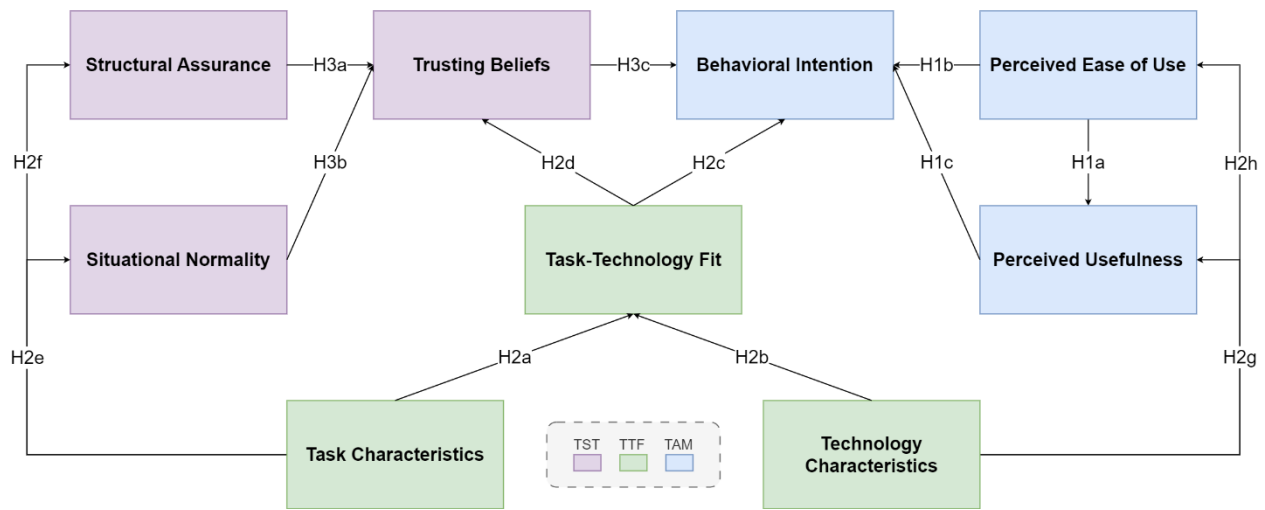 Structural Assurance
H3a
Trusting Beliefs
H3c
Behavioral Intention
H1b
Perceived Ease of Use
H2f
H3b
H2d
H2c
H1c
H1a
H2h
Situational Normality
Task-Technology Fit
Perceived Usefulness
H2e
H2a
H2b
H2g
Task Characteristics
TST TTF TAM
Technology
Characteristics